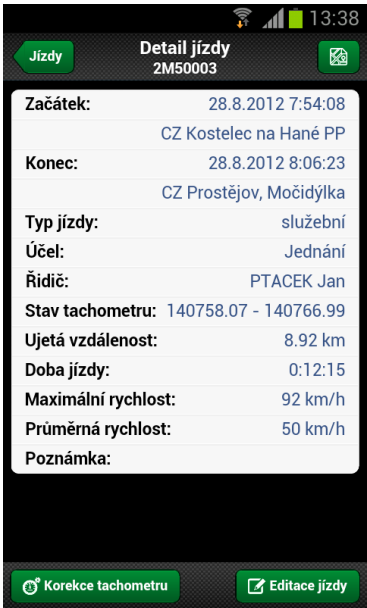 13:38
Jízdy
Detail jízdy
2M50003
Začátek: 28.8.2012 7:54:08
CZ Kostelec na Hané PP
Konec: 28.8.2012 8:06:23
CZ Prostějov, Močidýlka
Typ jízdy: služební
Účel: Jednání
Řidič: PTACEK Jan
Stav tachometru: 140758.07 - 140766.99
Ujetá vzdálenost: 8.92 km
Doba jízdy: 0:12:15
Maximální rychlost: 92 km/h
Průměrná rychlost: 50 km/h
Poznámka:
Korekce tachometru Editace jízdy